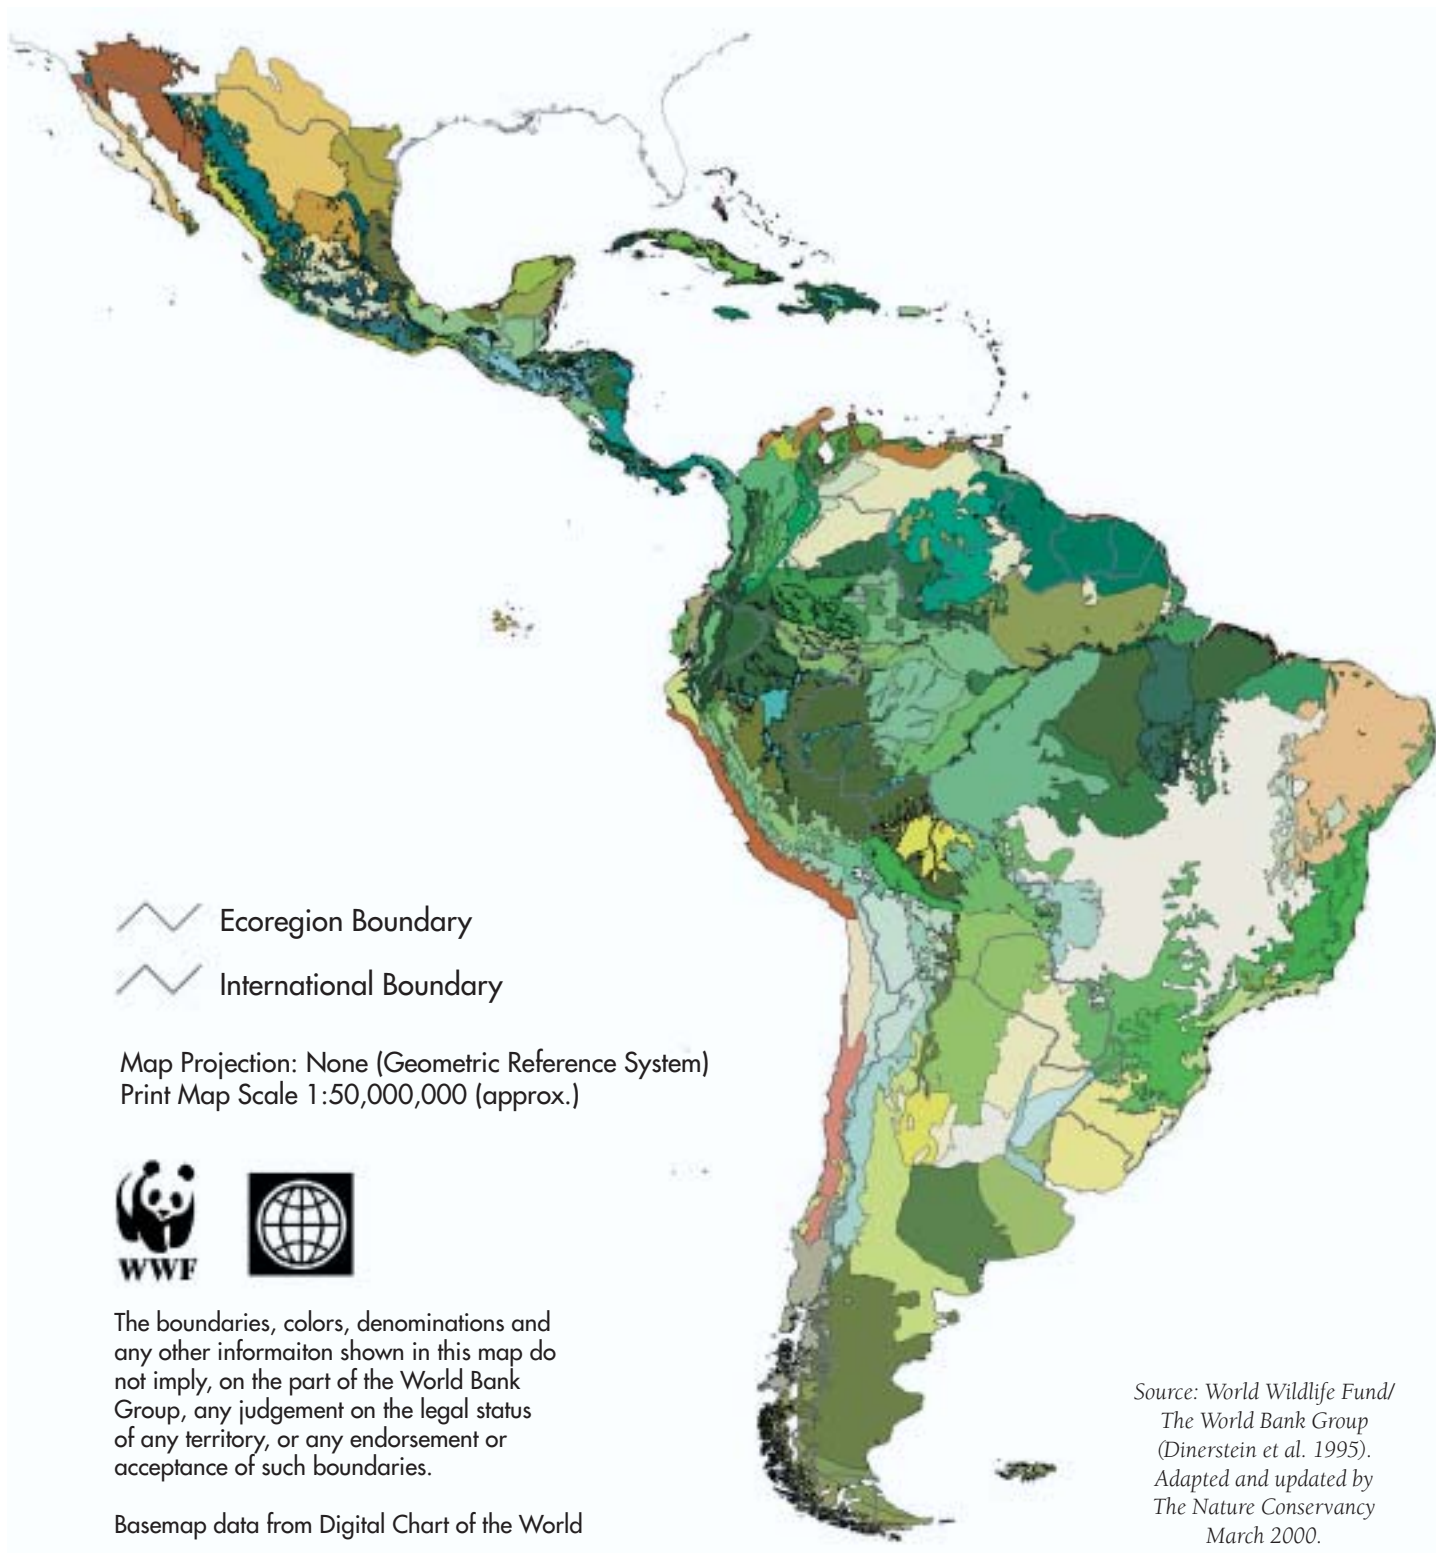 Ecoregion Boundary
International Boundary
Map Projection: None (Geometric Reference System)
Print Map Scale 1:50,000,000 (approx.)
WWF
The boundaries, colors, denominations and
any other informaiton shown in this map do
not imply, on the part of the World Bank
Group, any judgement on the legal status
of any territory, or any endorsement or
acceptance of such boundaries.
Basemap data from Digital Chart of the World
Source: World Wildlife Fund/
The World Bank Group
(Dinerstein et al. 1995).
Adapted and updated by
The Nature Conservancy
March 2000.